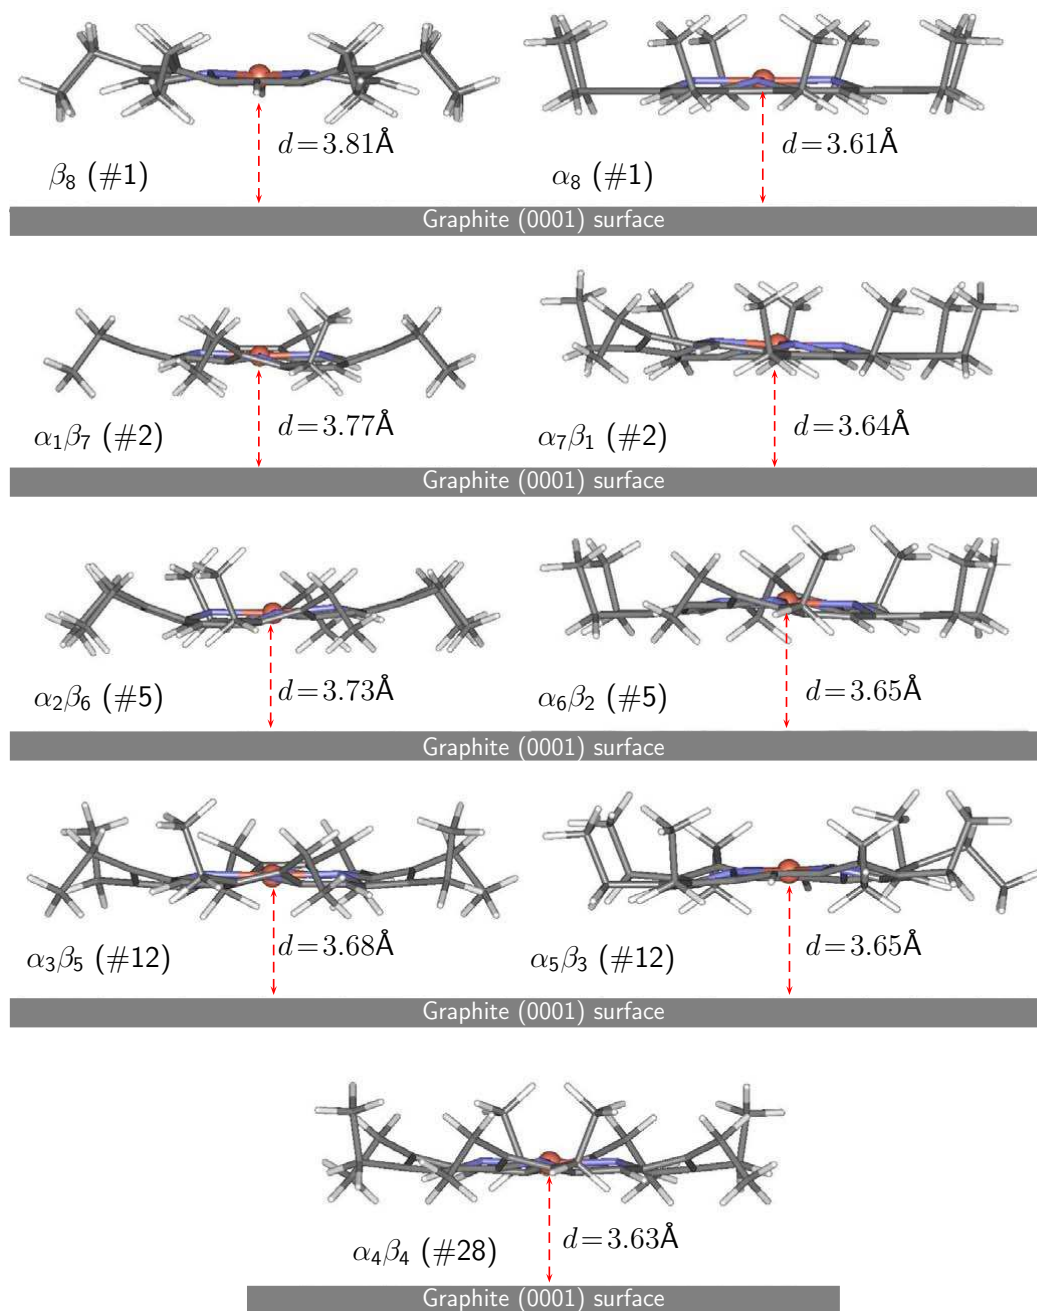 d=3.81Å d=3.61Å
β₈ (#1) α₈ (#1)
Graphite (0001) surface
d=3.77Å d=3.64Å
α₁β₇ (#2) α₇β₁ (#2)
Graphite (0001) surface
d=3.73Å d=3.65Å
α₂β₆ (#5) α₆β₂ (#5)
Graphite (0001) surface
d=3.68Å d=3.65Å
α₃β₅ (#12) α₅β₃ (#12)
Graphite (0001) surface
d=3.63Å
α₄β₄ (#28)
Graphite (0001) surface